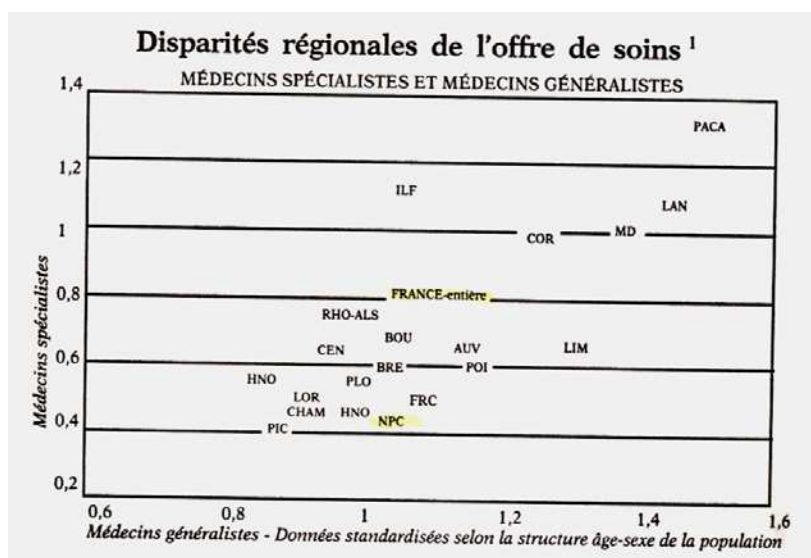 Disparités régionales de l'offre de soins 1
MÉDECINS SPÉCIALISTES ET MÉDECINS GÉNÉRALISTES
1,4
PACA
1,2
ILF
LAN
1
COR
MD
0,8
FRANCE-entière
RHO-ALS
BOU
CEN
AUV
LIM
0,6
BRE
POI
HNO
PLO
LOR
FRC
CHAM
HNO
NPC
0,4
PIC
0,2
Médecins spécialistes
0,6 0,8 1 1,2 1,4 1,6
Médecins généralistes - Données standardisées selon la structure âge-sexe de la population